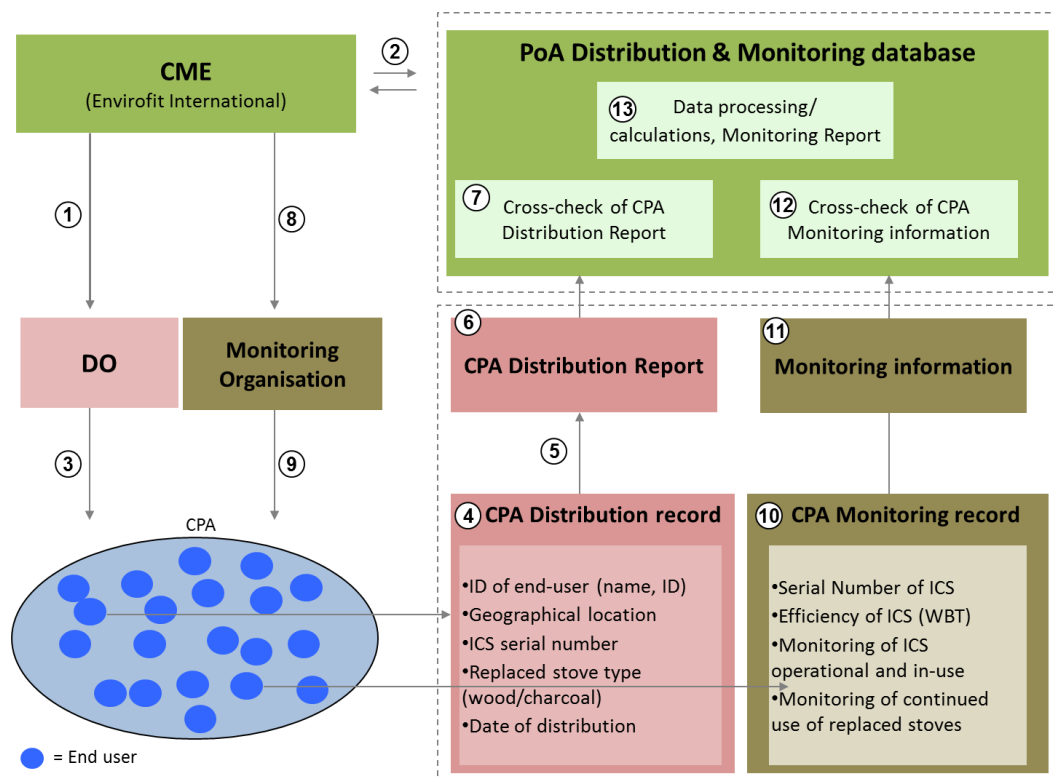 CME
(Envirofit International)
2
PoA Distribution & Monitoring database
13 Data processing/
calculations, Monitoring Report
7 Cross-check of CPA
Distribution Report
12 Cross-check of CPA
Monitoring information
1
8
DO
Monitoring
Organisation
6
CPA Distribution Report
11
Monitoring information
3
9
5
CPA
4 CPA Distribution record
•ID of end-user (name, ID)
•Geographical location
•ICS serial number
•Replaced stove type
(wood/charcoal)
•Date of distribution
10 CPA Monitoring record
•Serial Number of ICS
•Efficiency of ICS (WBT)
•Monitoring of ICS
operational and in-use
•Monitoring of continued
use of replaced stoves
= End user